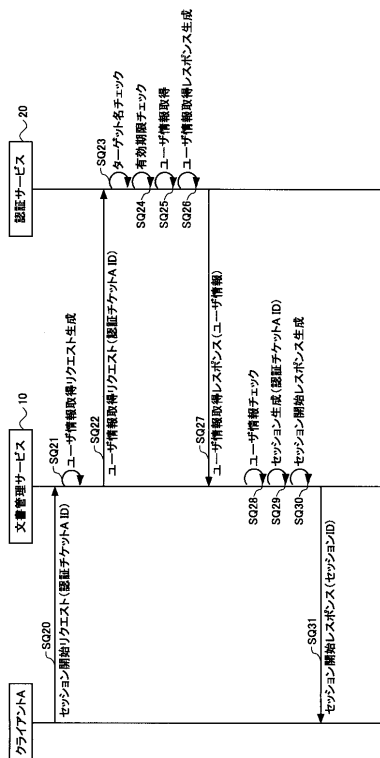 クライアントA
文書管理サービス
10
認証サービス
20
SQ20
セッション開始リクエスト(認証チケットA ID)
SQ21
ユーザ情報取得リクエスト生成
SQ22
ユーザ情報取得リクエスト(認証チケットA ID)
SQ23
ターゲット名チェック
SQ24
有効期限チェック
SQ25
ユーザ情報取得
SQ26
ユーザ情報取得レスポンス生成
SQ27
ユーザ情報取得レスポンス(ユーザ情報)
SQ28
ユーザ情報チェック
SQ29
セッション生成(認証チケットA ID)
SQ30
セッション開始レスポンス生成
SQ31
セッション開始レスポンス(セッションID)